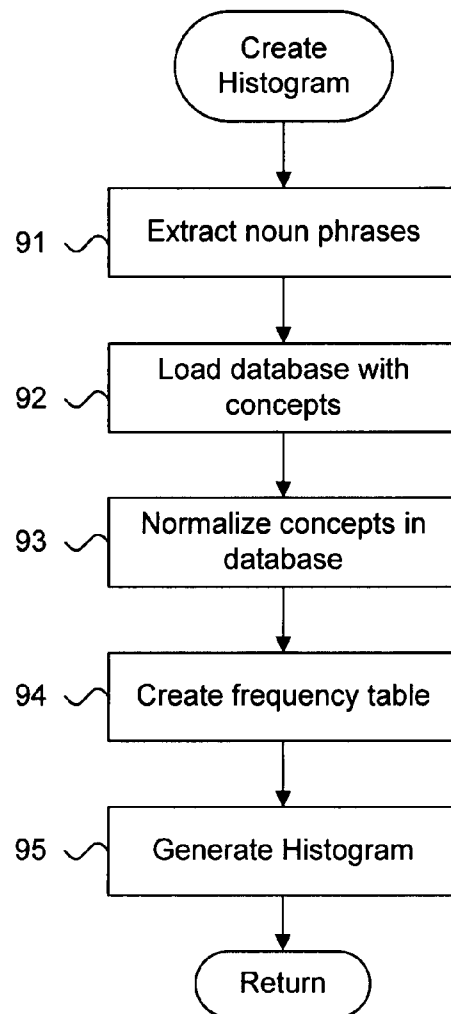 Create
Histogram
91
Extract noun phrases
92
Load database with
concepts
93
Normalize concepts in
database
94
Create frequency table
95
Generate Histogram
Return